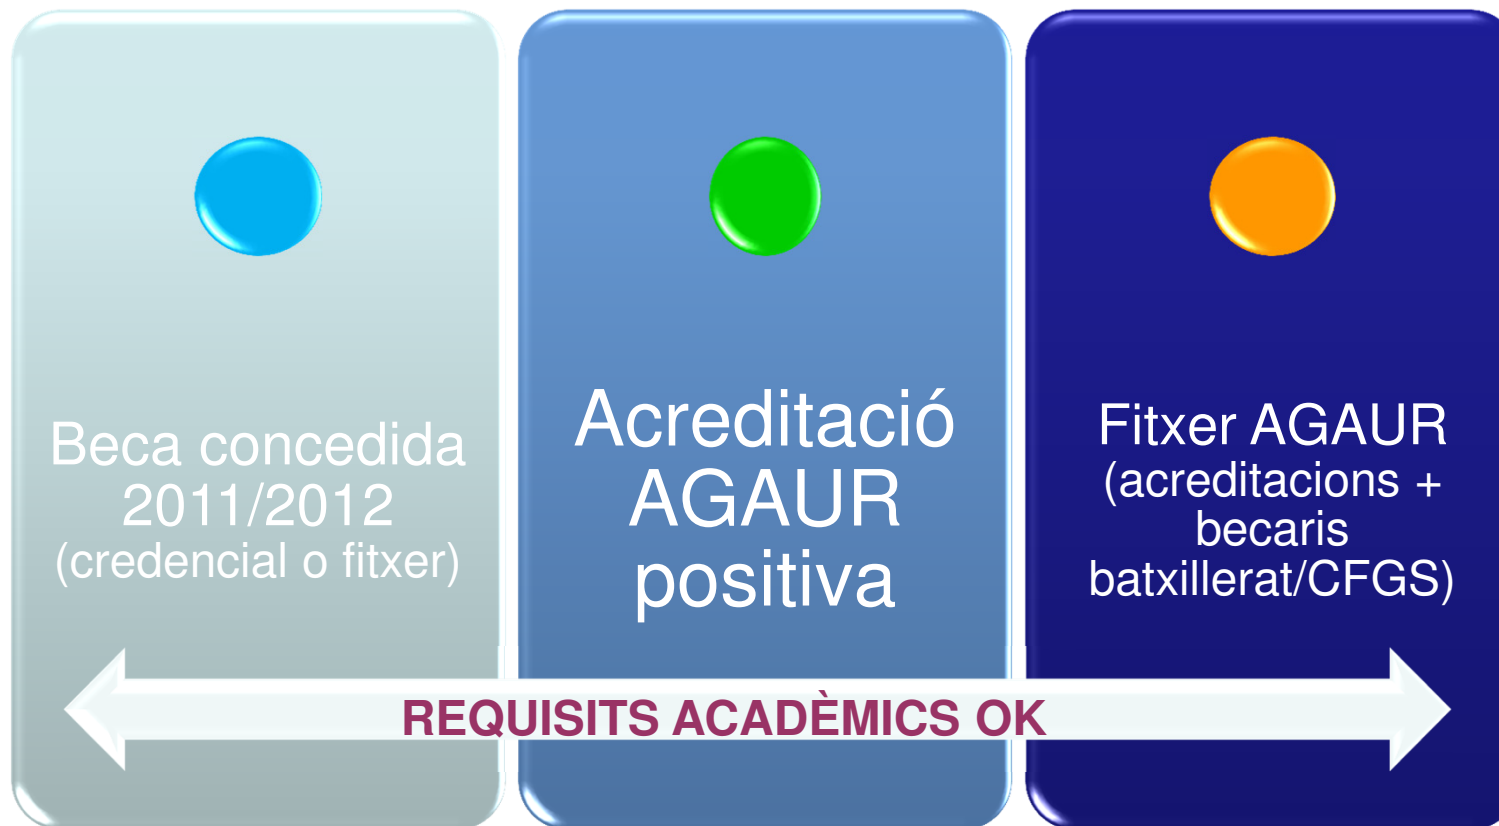 Beca concedida
2011/2012
(credencial o fitxer)
Acreditació
AGAUR
positiva
Fitxer AGAUR
(acreditacions +
becaris
batxillerat/CFGS)
REQUISITS ACADÈMICS OK